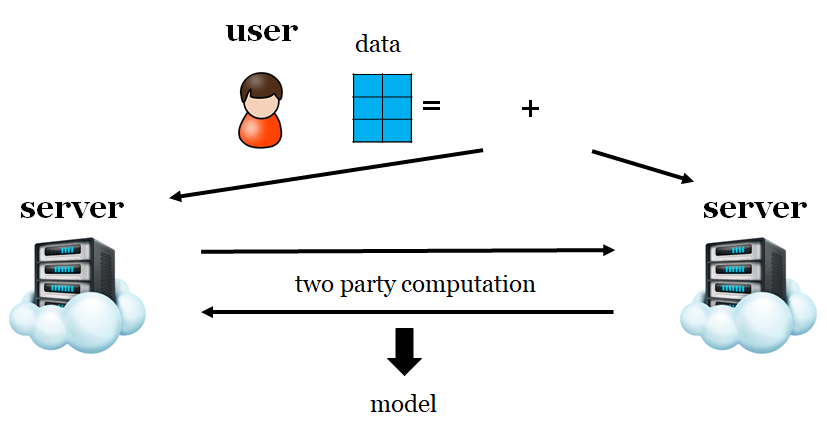 user
data
= +
server
server
two party computation
model